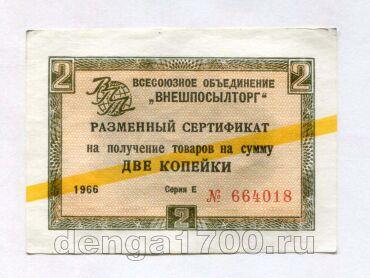 2
ВСЕСОЮЗНОЕ ОБЪЕДИНЕНИЕ
„ВНЕШПОСЫЛТОРГ"
2
РАЗМЕННЫЙ СЕРТИФИКАТ
на получение товаров на сумму
ДВЕ КОПЕЙКИ
1966 Серия Е № 664018
2
denga1700.ru